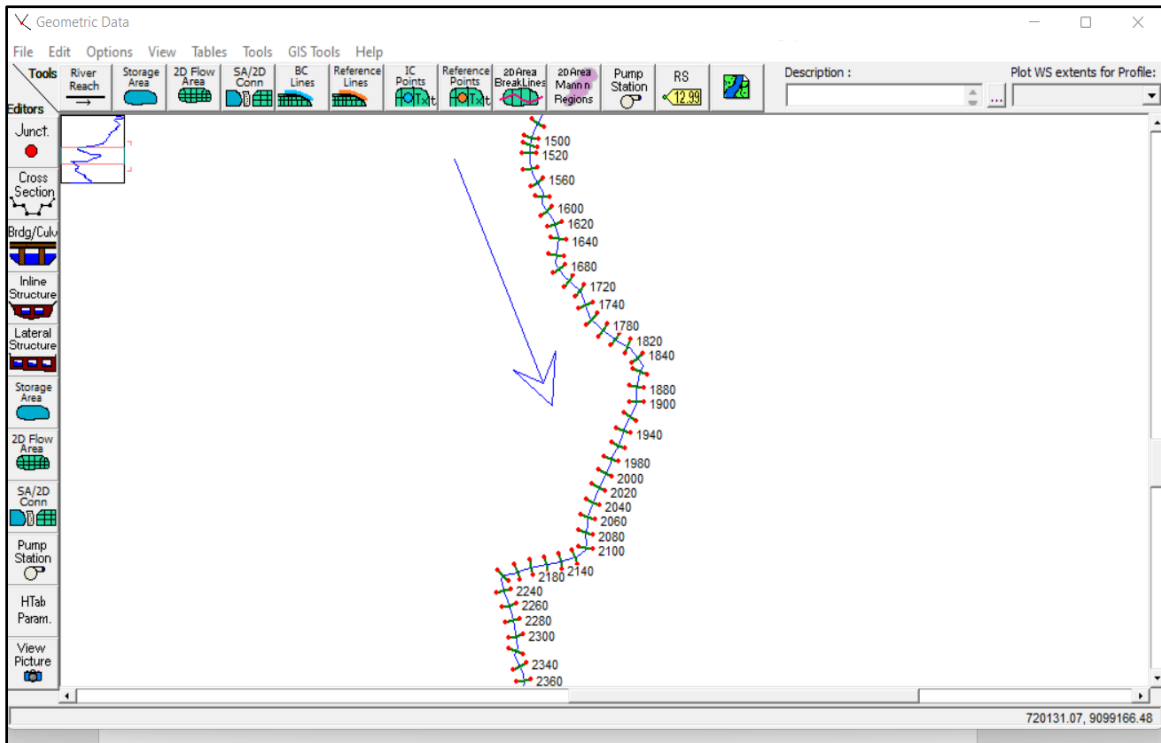 Geometric Data
File Edit Options View Tables Tools GIS Tools Help
Tools
Editors
River
Reach
Storage
Area
2D Flow
Area
SA/2D
Conn
BC
Lines
Reference
Lines
IC
Points
Reference
Points
2D Area
BreakLines
2D Area
Mann n
Regions
Pump
Station
RS
12.99
Description :
...
Plot WS extents for Profile:
Junct.
Cross
Section
Brdg/Culv
Inline
Structure
Lateral
Structure
Storage
Area
2D Flow
Area
SA/2D
Conn
Pump
Station
HTab
Param.
View
Picture
1500
1520
1560
1600
1620
1640
1680
1720
1740
1780
1820
1840
1880
1900
1940
1980
2000
2020
2040
2060
2080
2100
2180 2140
2240
2260
2280
2300
2340
2360
720131.07, 9099166.48